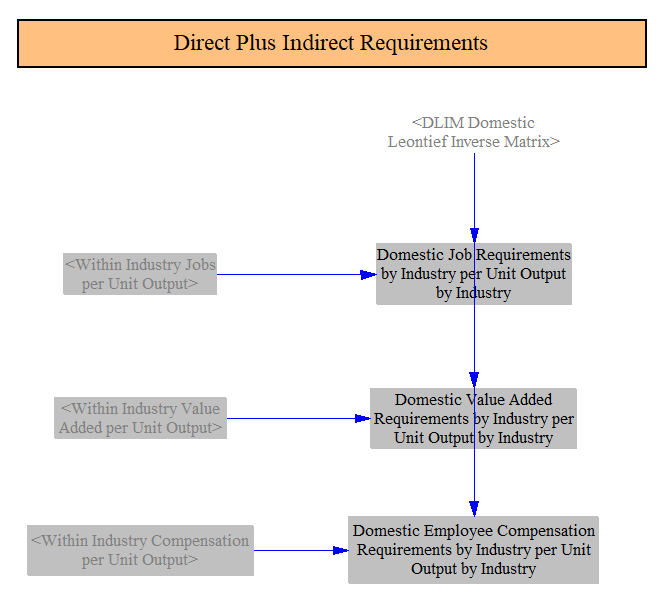 Direct Plus Indirect Requirements
<DLIM Domestic
Leontief Inverse Matrix>
<Within Industry Jobs
per Unit Output>
Domestic Job Requirements
by Industry per Unit Output
by Industry
<Within Industry Value
Added per Unit Output>
Domestic Value Added
Requirements by Industry per
Unit Output by Industry
<Within Industry Compensation
per Unit Output>
Domestic Employee Compensation
Requirements by Industry per Unit
Output by Industry